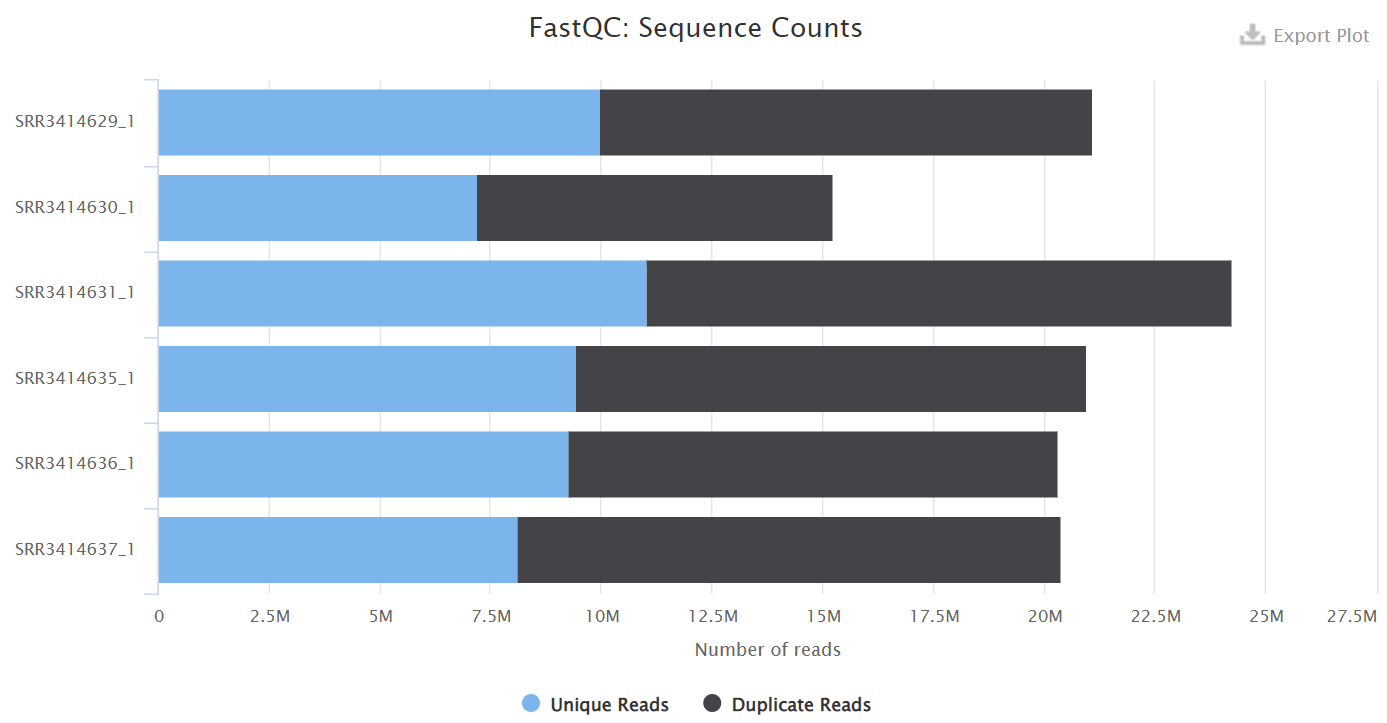 FastQC: Sequence Counts
Export Plot
SRR3414629_1
SRR3414630_1
SRR3414631_1
SRR3414635_1
SRR3414636_1
SRR3414637_1
0 2.5M 5M 7.5M 10M 12.5M 15M 17.5M 20M 22.5M 25M 27.5M
Number of reads
Unique Reads Duplicate Reads